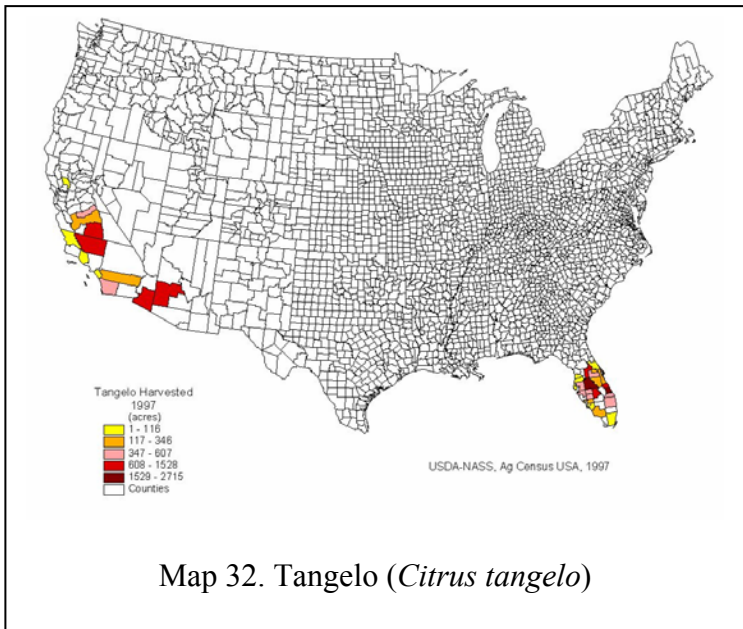 Tangelo Harvested
1997
(acres)
1 - 116
117 - 346
347 - 607
608 - 1528
1529 - 2715
Counties
USDA-NASS, Ag Census USA, 1997
Map 32. Tangelo (Citrus tangelo)